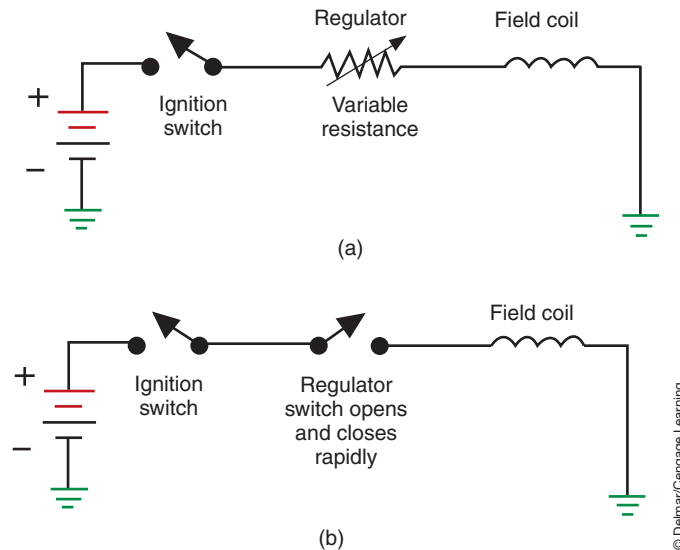 Regulator
Field coil
+
−
Ignition
switch
Variable
resistance
(a)
Field coil
+
−
Ignition
switch
Regulator
switch opens
and closes
rapidly
(b)
© Delmar/Cengage Learning